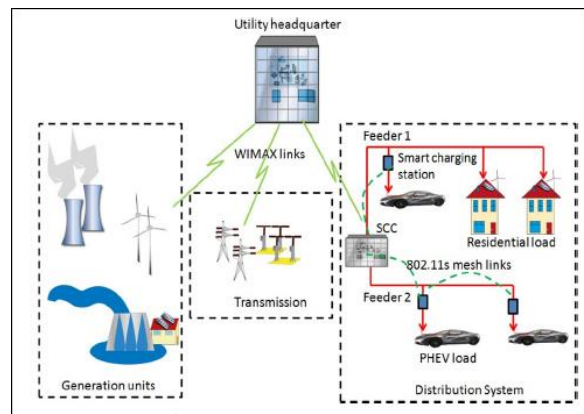 Utility headquarter
WIMAX links
Generation units
Transmission
Feeder 1
Smart charging
station
SCC
Residential load
802.11s mesh links
Feeder 2
PHEV load
Distribution System